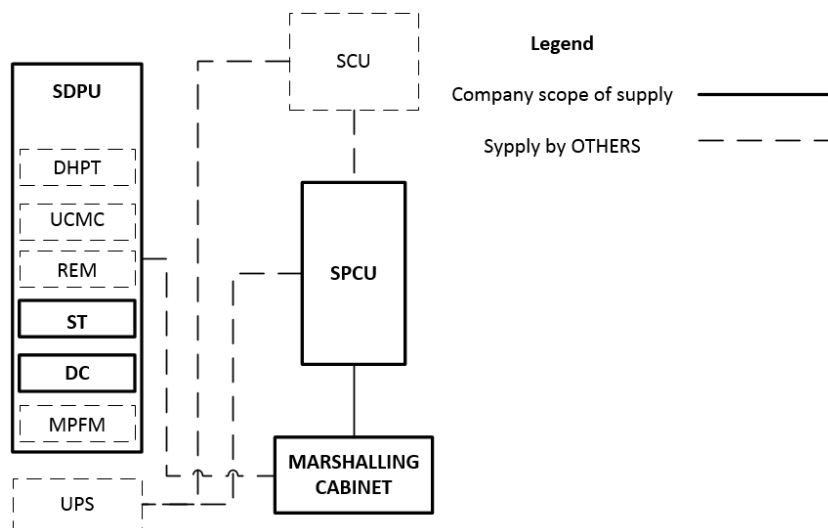 SDPU
DHPT
UCMC
REM
ST
DC
MPFM
UPS
SCU
SPCU
MARSHALLING
CABINET
Legend
Company scope of supply
Sypply by OTHERS